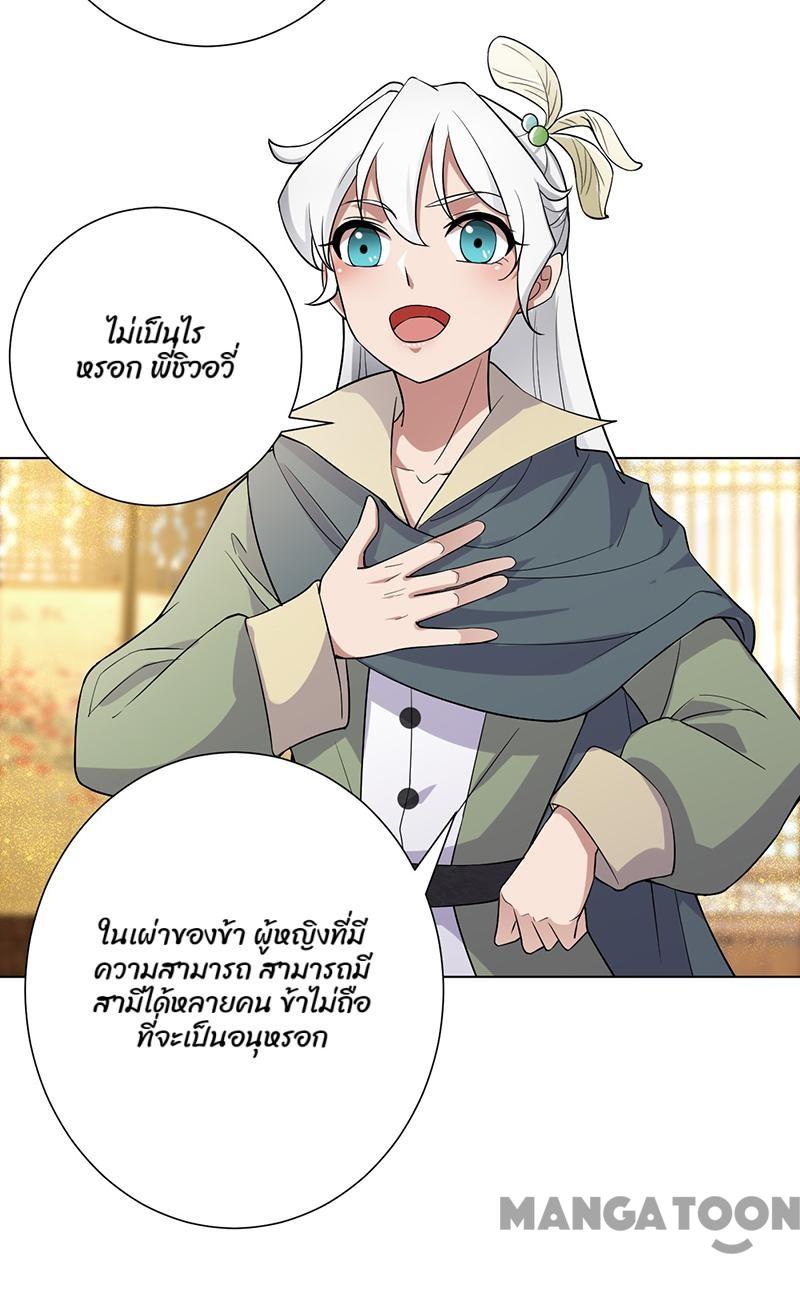 ไม่เป็นไร
หรอก พี่ชิวอวี่
ในเผ่าของข้า ผู้หญิงที่มี
ความสามารถ สามารถมี
สามีได้หลายคน ข้าไม่ถือ
ที่จะเป็นอนุหรอก
MANGATOON